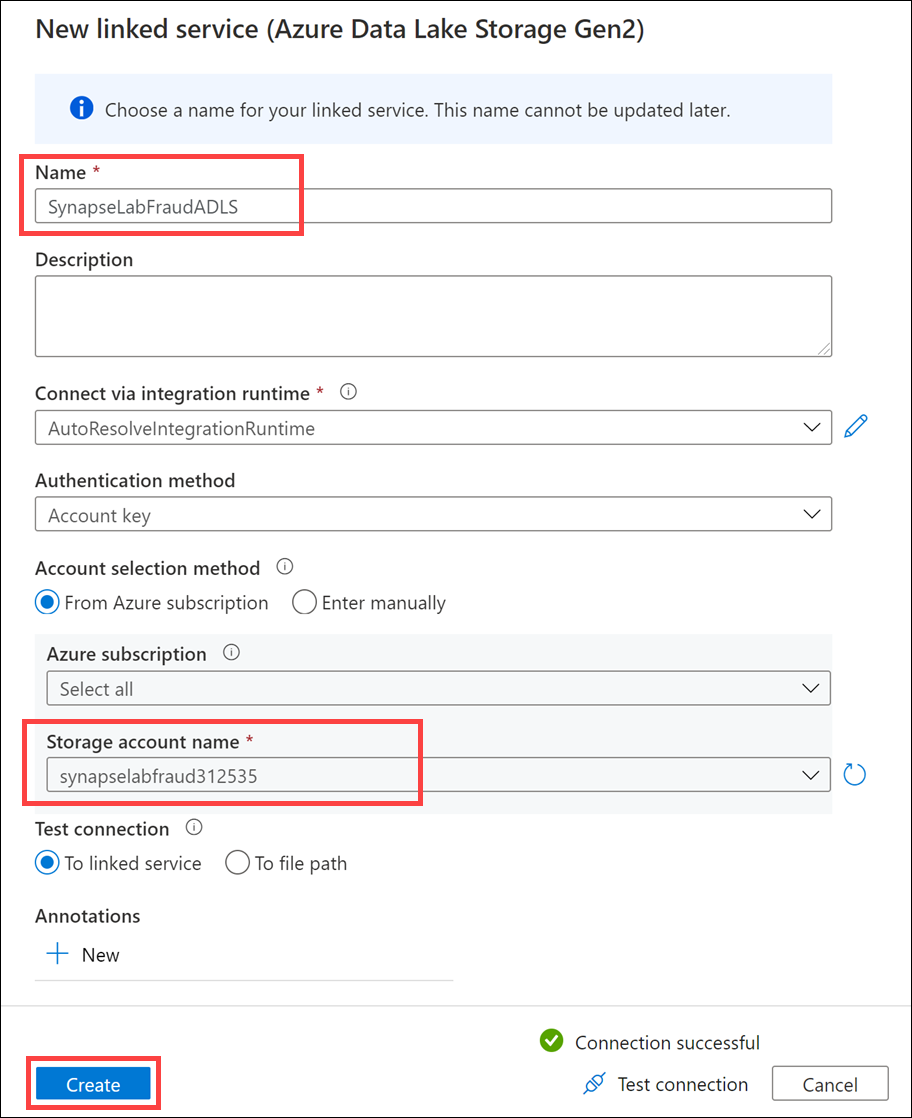 New linked service (Azure Data Lake Storage Gen2)
Choose a name for your linked service. This name cannot be updated later.
Name *
SynapseLabFraudADLS
Description
Connect via integration runtime *
AutoResolveIntegrationRuntime
Authentication method
Account key
Account selection method
From Azure subscription Enter manually
Azure subscription
Select all
Storage account name *
synapselabfraud312535
Test connection
To linked service To file path
Annotations
New
Connection successful
Create Test connection Cancel